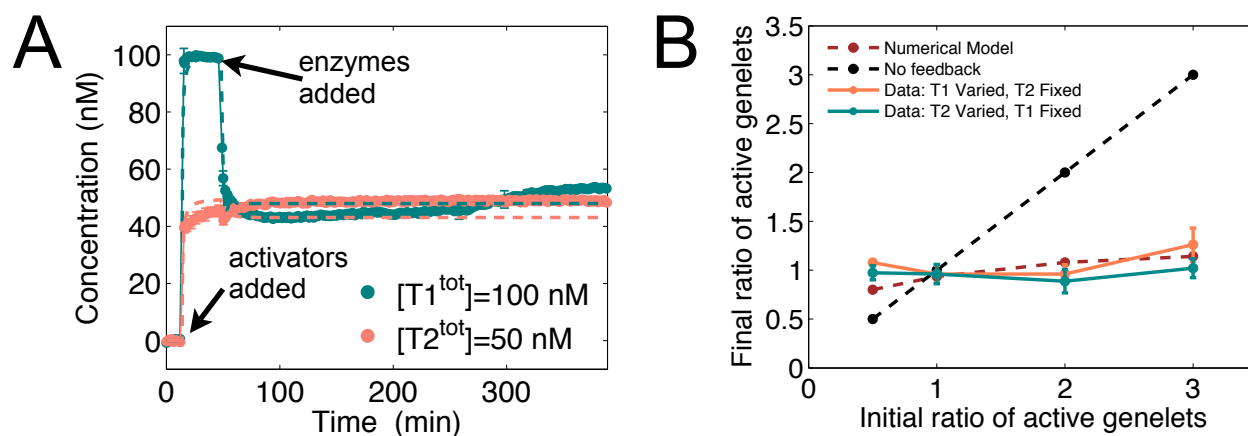 A
Concentration (nM)
100
80
60
40
20
0
enzymes
added
activators
added
[T1^tot]=100 nM
[T2^tot]=50 nM
0
100
200
300
Time (min)
B
Final ratio of active genelets
3.5
3
2.5
2
1.5
1
0.5
0
Numerical Model
No feedback
Data: T1 Varied, T2 Fixed
Data: T2 Varied, T1 Fixed
0
1
2
3
Initial ratio of active genelets